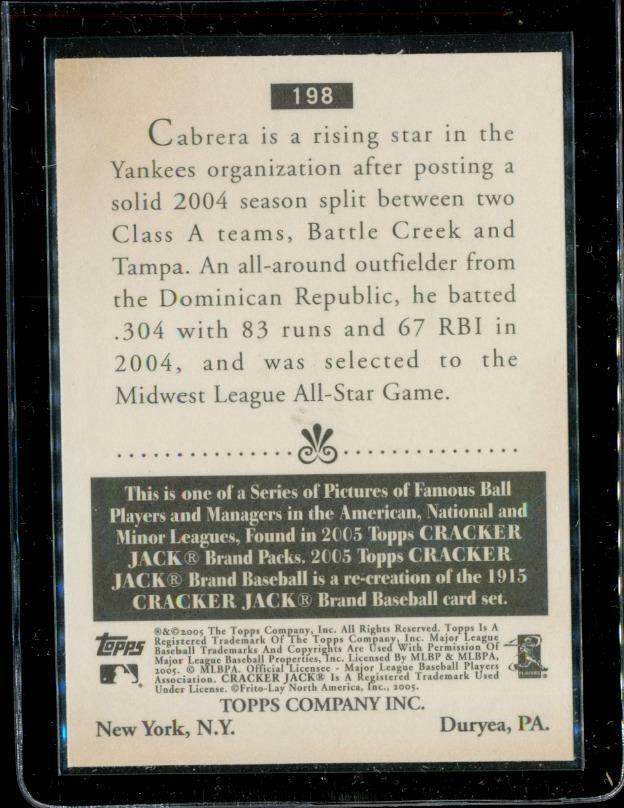 198
Cabrera is a rising star in the
Yankees organization after posting a
solid 2004 season split between two
Class A teams, Battle Creek and
Tampa. An all-around outfielder from
the Dominican Republic, he batted
.304 with 83 runs and 67 RBI in
2004, and was selected to the
Midwest League All-Star Game.
This is one of a Series of Pictures of Famous Ball
Players and Managers in the American, National and
Minor Leagues, Found in 2005 Topps CRACKER
JACK® Brand Packs. 2005 Topps CRACKER
JACK® Brand Baseball is a re-creation of the 1915
CRACKER JACK® Brand Baseball card set.
topps
®&©2005 The Topps Company, Inc. All Rights Reserved. Topps Is A
Registered Trademark Of The Topps Company, Inc. Major League
Baseball Trademarks And Copyrights Are Used With Permission Of
Major League Baseball Properties, Inc. Licensed By MLBP & MLBPA,
2005. © MLBPA. Official Licensee - Major League Baseball Players
Association. CRACKER JACK® Is A Registered Trademark Used
Under License. ©Frito-Lay North America, Inc., 2005.
TOPPS COMPANY INC.
New York, N.Y. Duryea, PA.